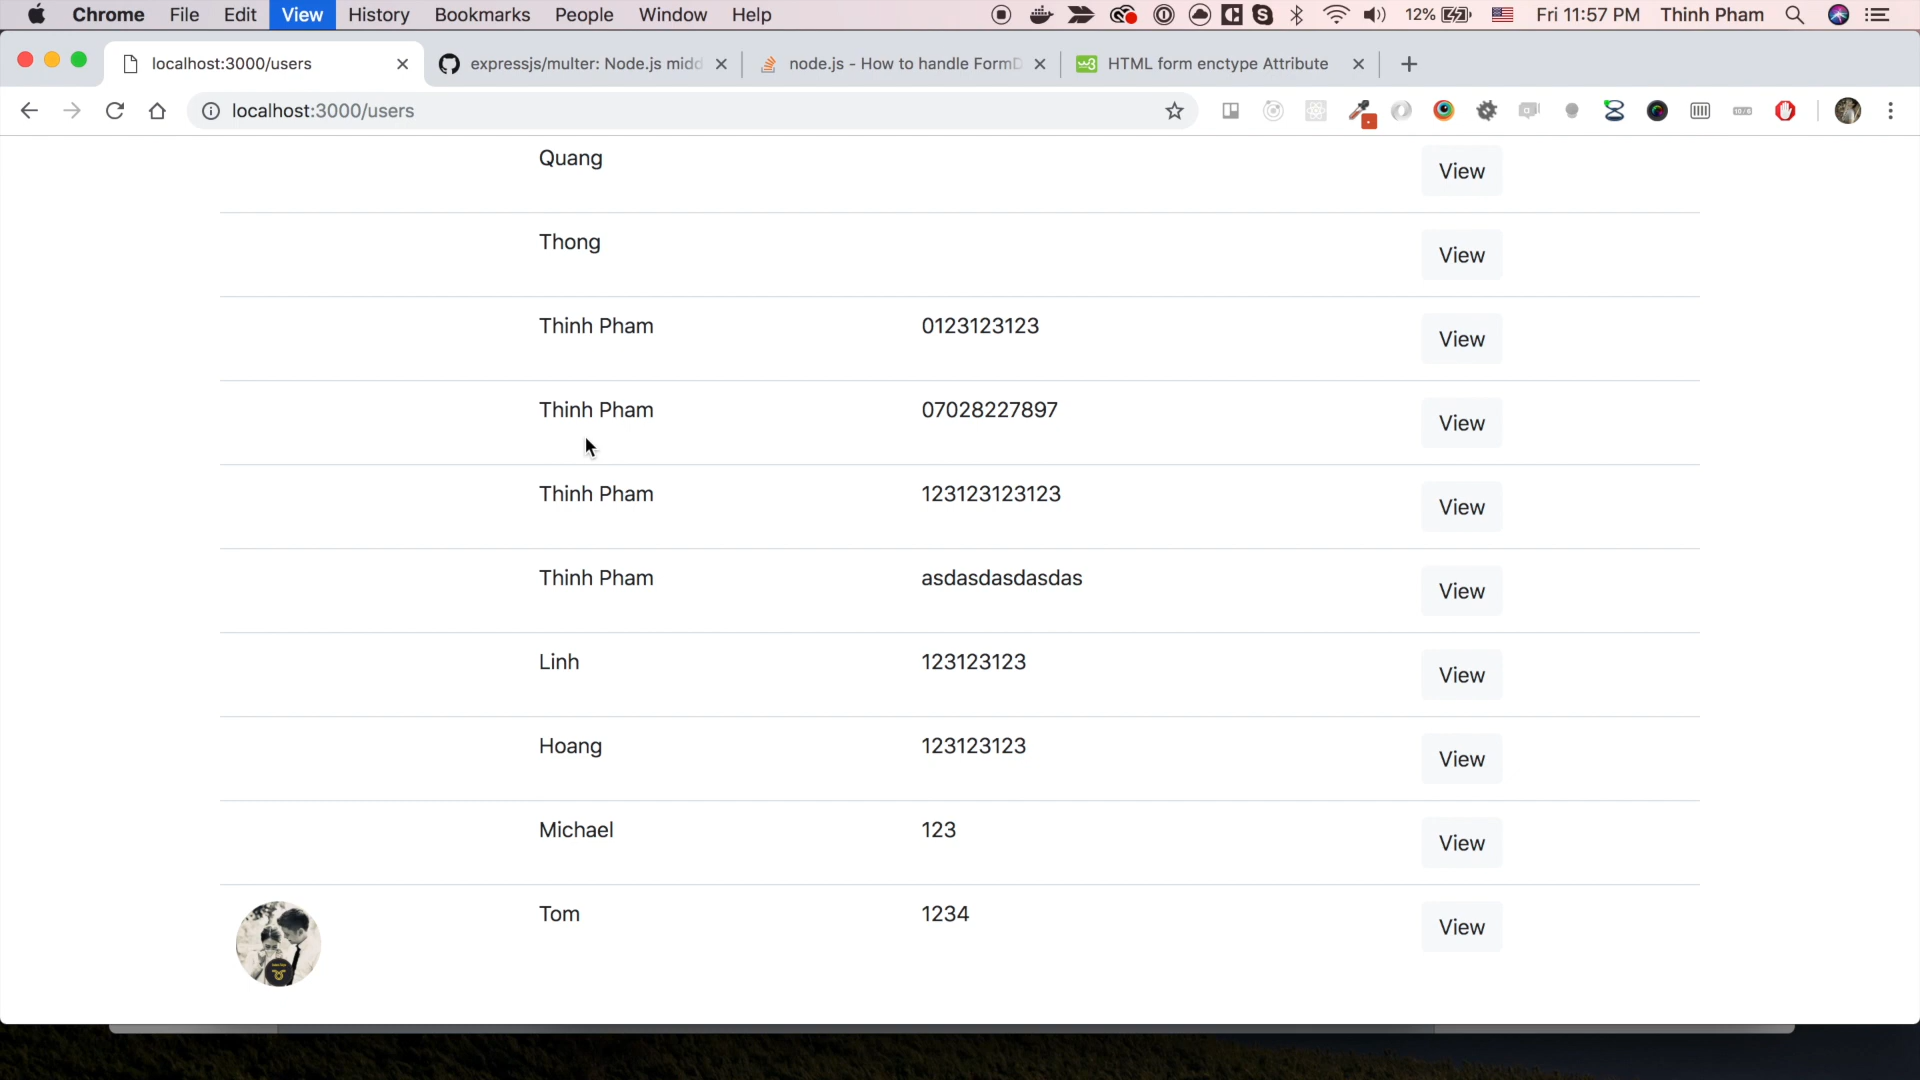 Chrome File Edit View History Bookmarks People Window Help 12% Fri 11:57 PM Thinh Pham
localhost:3000/users expressjs/multer: Node.js midd node.js - How to handle FormD HTML form enctype Attribute
localhost:3000/users
Quang View
Thong View
Thinh Pham 0123123123 View
Thinh Pham 07028227897 View
Thinh Pham 123123123123 View
Thinh Pham asdasdasdasdas View
Linh 123123123 View
Hoang 123123123 View
Michael 123 View
Tom 1234 View